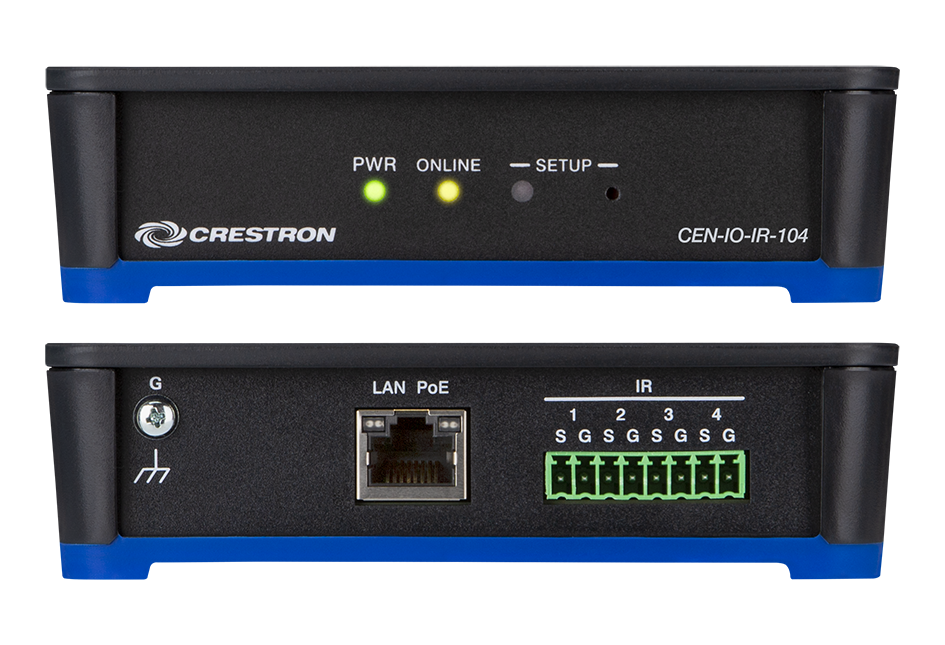 PWR ONLINE — SETUP —
CRESTRON
CEN-IO-IR-104
G
LAN PoE
IR
1 2 3 4
S G S G S G S G